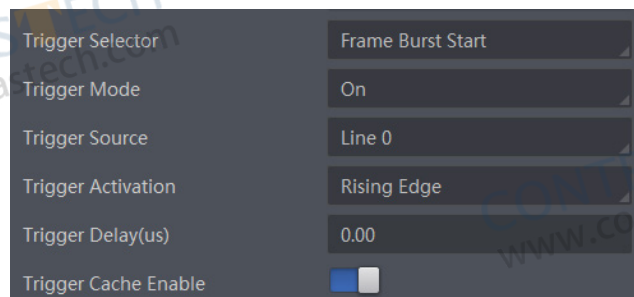 Trigger Selector Frame Burst Start
Trigger Mode On
Trigger Source Line 0
Trigger Activation Rising Edge
Trigger Delay(us) 0.00
Trigger Cache Enable